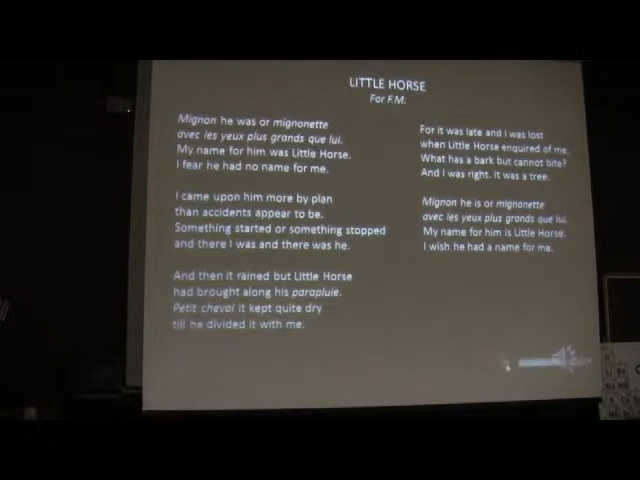 LITTLE HORSE
For F.M.
Mignon he was or mignonette
avec les yeux plus grands que lui.
My name for him was Little Horse.
I fear he had no name for me.
I came upon him more by plan
than accidents appear to be.
Something started or something stopped
and there I was and there was he.
And then it rained but Little Horse
had brought along his parapluie.
Petit cheval it kept quite dry
till he divided it with me.
For it was late and I was lost
when Little Horse enquired of me,
What has a bark but cannot bite?
And I was right. It was a tree.
Mignon he is or mignonette
avec les yeux plus grands que lui.
My name for him is Little Horse.
I wish he had a name for me.